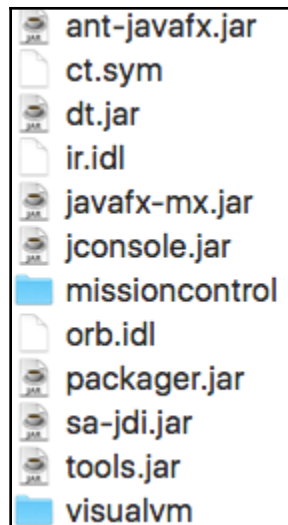 ant-javafx.jar
ct.sym
dt.jar
ir.idl
javafx-mx.jar
jconsole.jar
missioncontrol
orb.idl
packager.jar
sa-jdi.jar
tools.jar
visualvm